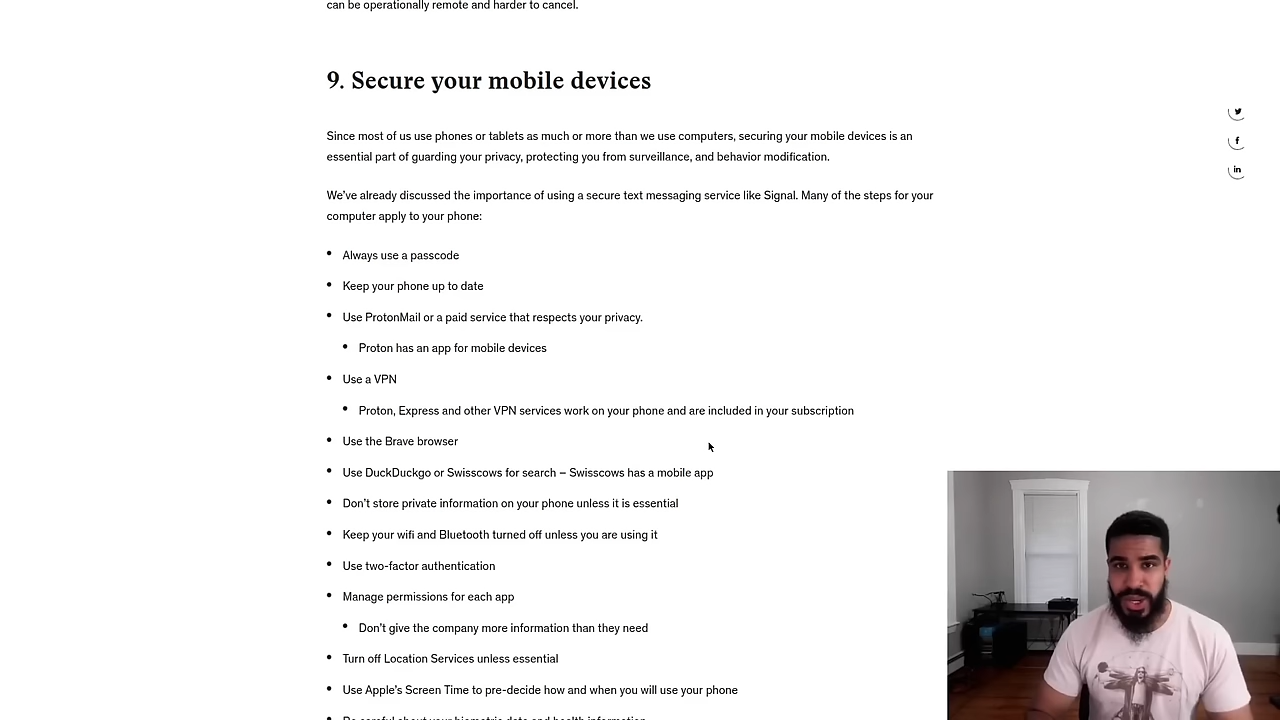 can be operationally remote and harder to cancel.
9. Secure your mobile devices
Since most of us use phones or tablets as much or more than we use computers, securing your mobile devices is an
essential part of guarding your privacy, protecting you from surveillance, and behavior modification.
We’ve already discussed the importance of using a secure text messaging service like Signal. Many of the steps for your
computer apply to your phone:
• Always use a passcode
• Keep your phone up to date
• Use ProtonMail or a paid service that respects your privacy.
• Proton has an app for mobile devices
• Use a VPN
• Proton, Express and other VPN services work on your phone and are included in your subscription
• Use the Brave browser
• Use DuckDuckgo or Swisscows for search – Swisscows has a mobile app
• Don’t store private information on your phone unless it is essential
• Keep your wifi and Bluetooth turned off unless you are using it
• Use two-factor authentication
• Manage permissions for each app
• Don’t give the company more information than they need
• Turn off Location Services unless essential
• Use Apple’s Screen Time to pre-decide how and when you will use your phone
• Be careful about your biometric data and health information